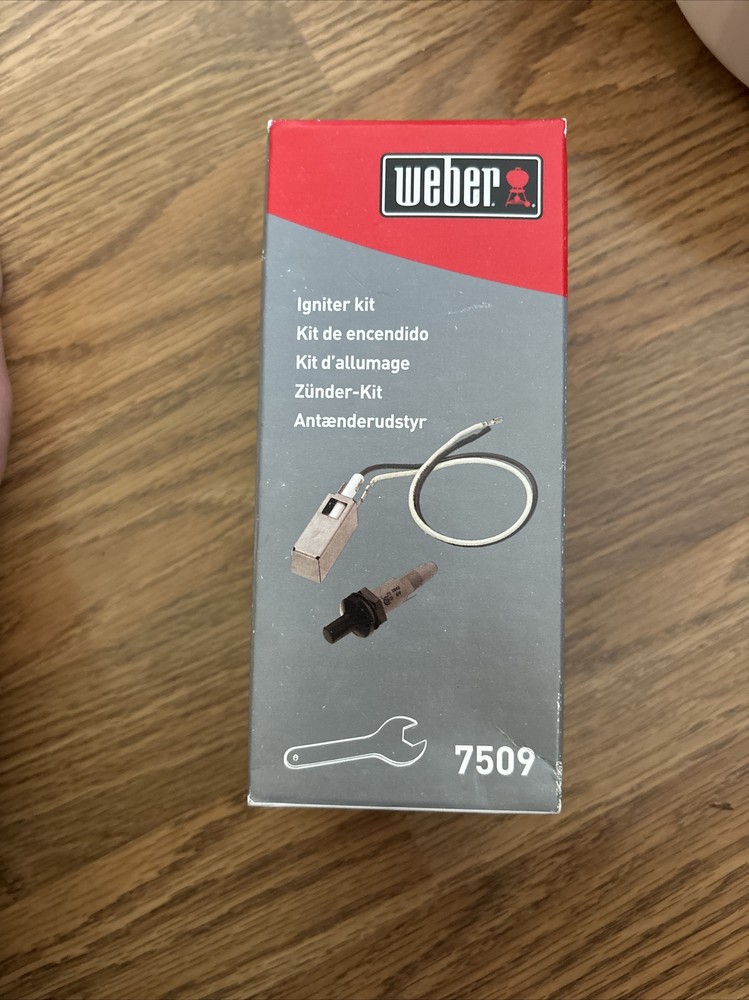 weber
Igniter kit
Kit de encendido
Kit d'allumage
Zünder-Kit
Antænderudstyr
7509